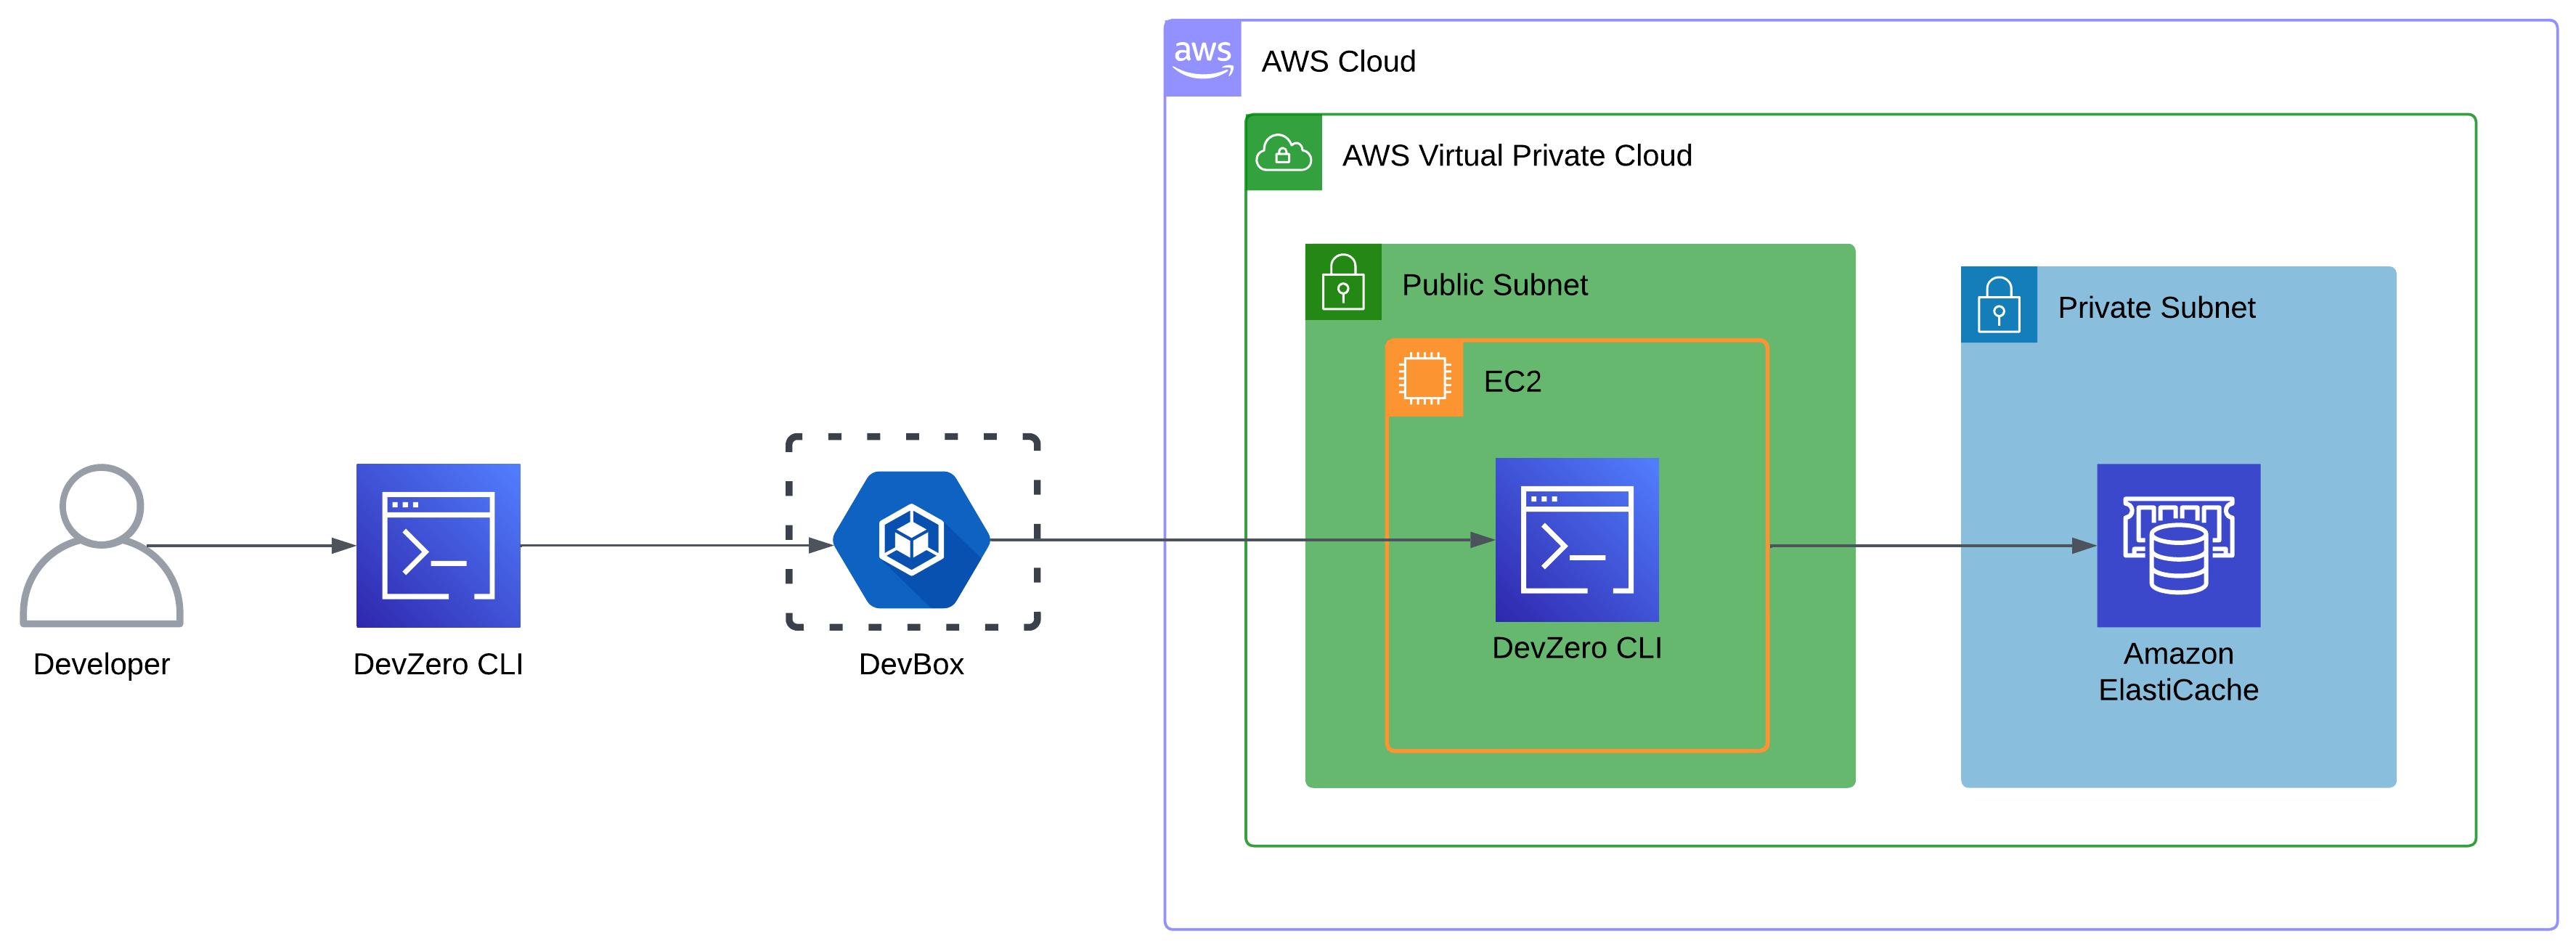 aws
AWS Cloud
AWS Virtual Private Cloud
Public Subnet
Private Subnet
EC2
Developer
DevZero CLI
DevBox
DevZero CLI
Amazon
ElastiCache